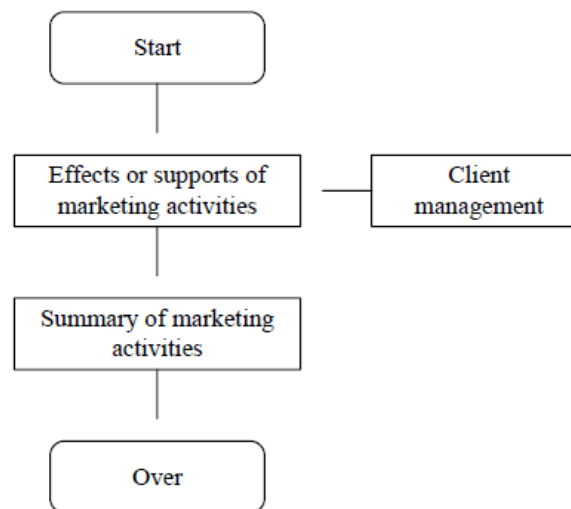 Start
Effects or supports of
marketing activities
Client
management
Summary of marketing
activities
Over